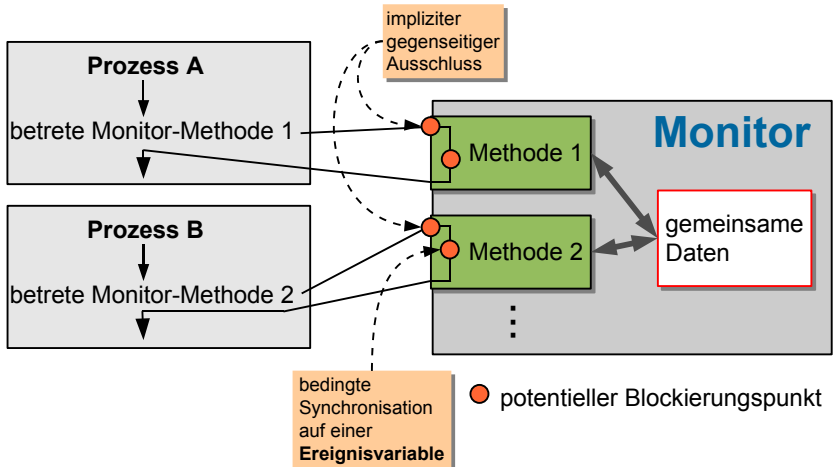 impliziter
gegenseitiger
Ausschluss
Prozess A
betrete Monitor-Methode 1
Monitor
Methode 1
gemeinsame
Daten
Prozess B
betrete Monitor-Methode 2
Methode 2
bedingte
Synchronisation
auf einer
Ereignisvariable
potentieller Blockierungspunkt